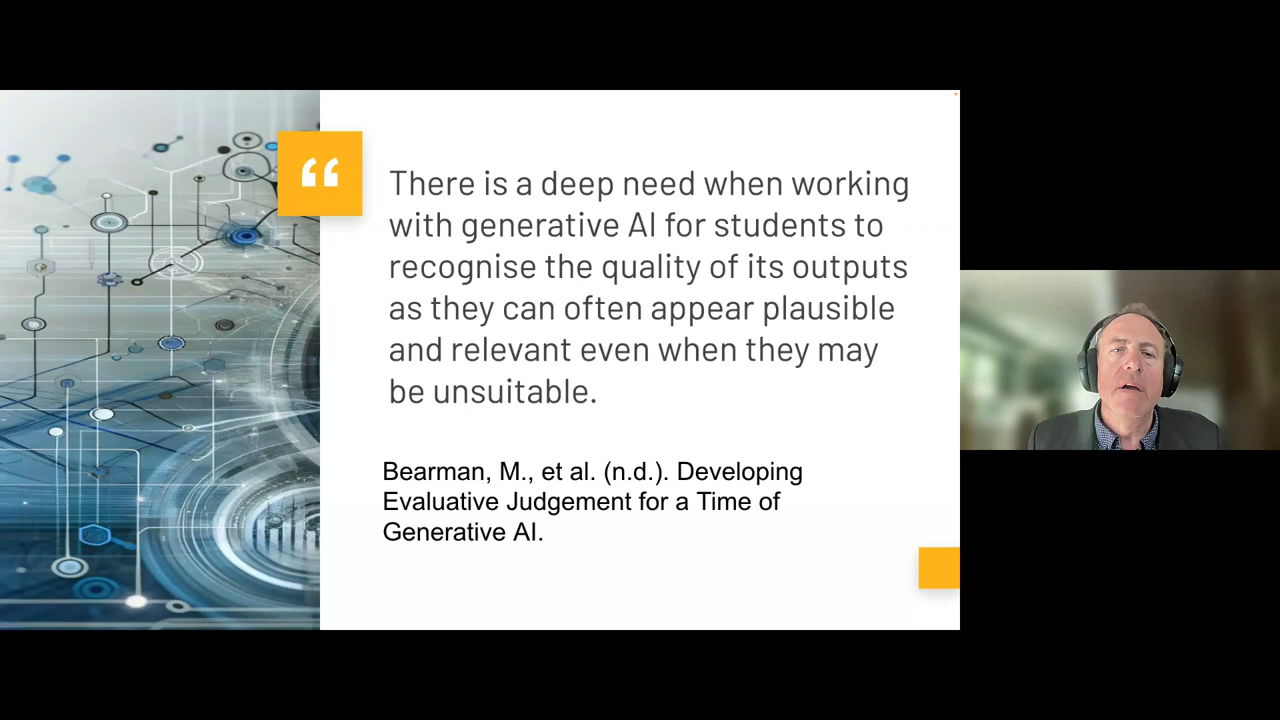 “
There is a deep need when working
with generative AI for students to
recognise the quality of its outputs
as they can often appear plausible
and relevant even when they may
be unsuitable.
Bearman, M., et al. (n.d.). Developing
Evaluative Judgement for a Time of
Generative AI.